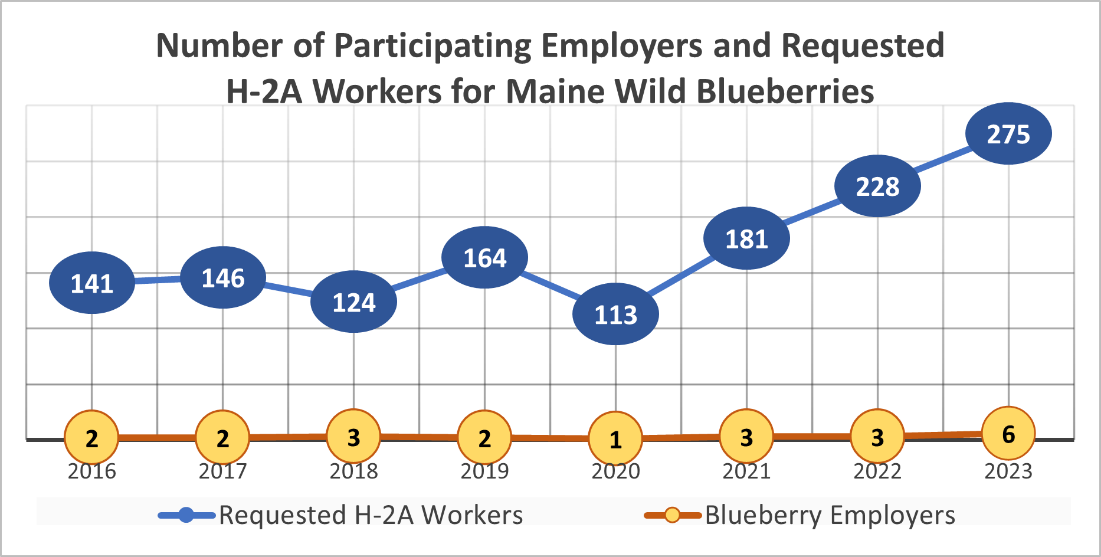 Number of Participating Employers and Requested
H-2A Workers for Maine Wild Blueberries
275
228
181
164
146
141
124
113
2 2 3 2 1 3 3 6
2016 2017 2018 2019 2020 2021 2022 2023
Requested H-2A Workers Blueberry Employers